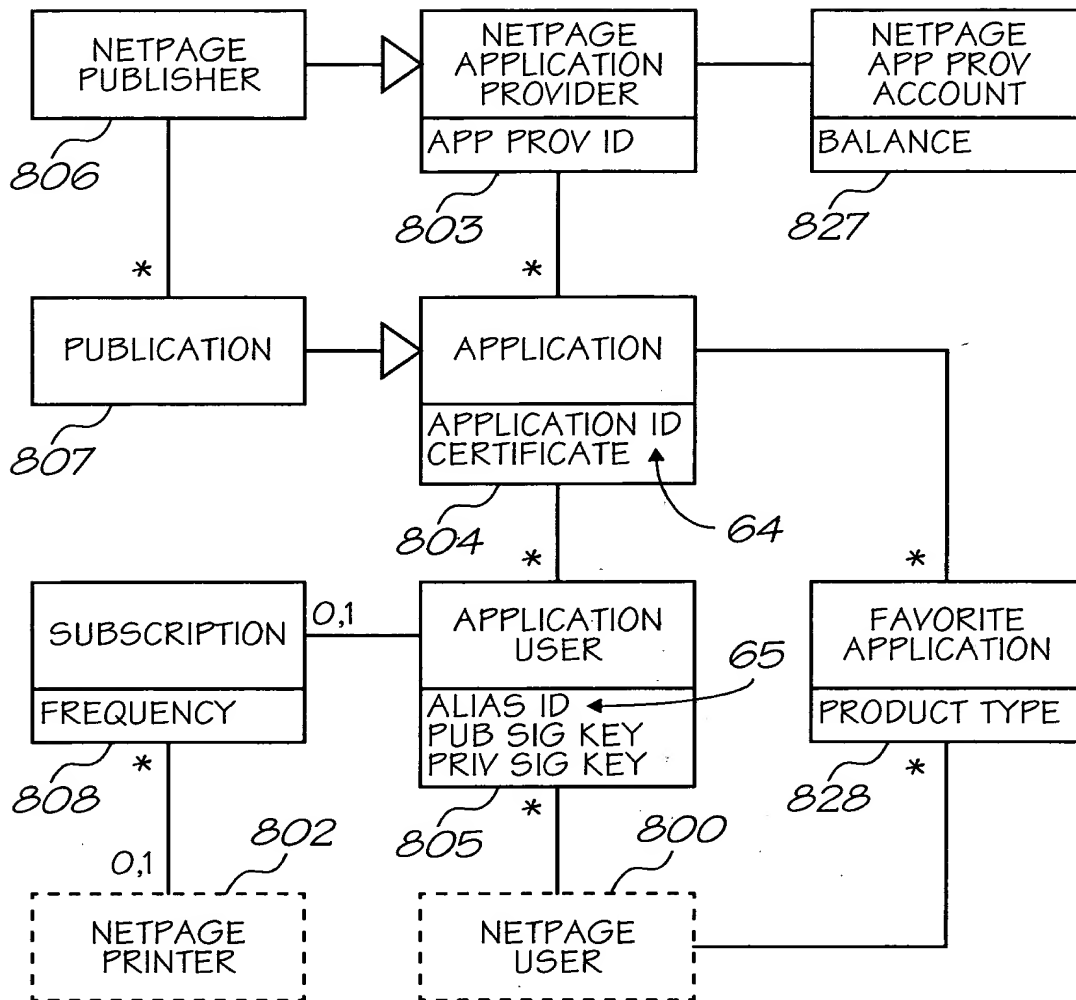 NETPAGE
PUBLISHER
806
NETPAGE
APPLICATION
PROVIDER
APP PROV ID
803
NETPAGE
APP PROV
ACCOUNT
BALANCE
827
*
*
PUBLICATION
807
APPLICATION
APPLICATION ID
CERTIFICATE
804
64
*
*
SUBSCRIPTION
FREQUENCY
808
0,1
APPLICATION
USER
ALIAS ID
PUB SIG KEY
PRIV SIG KEY
805
65
FAVORITE
APPLICATION
PRODUCT TYPE
828
*
*
*
0,1
802
800
NETPAGE
PRINTER
NETPAGE
USER